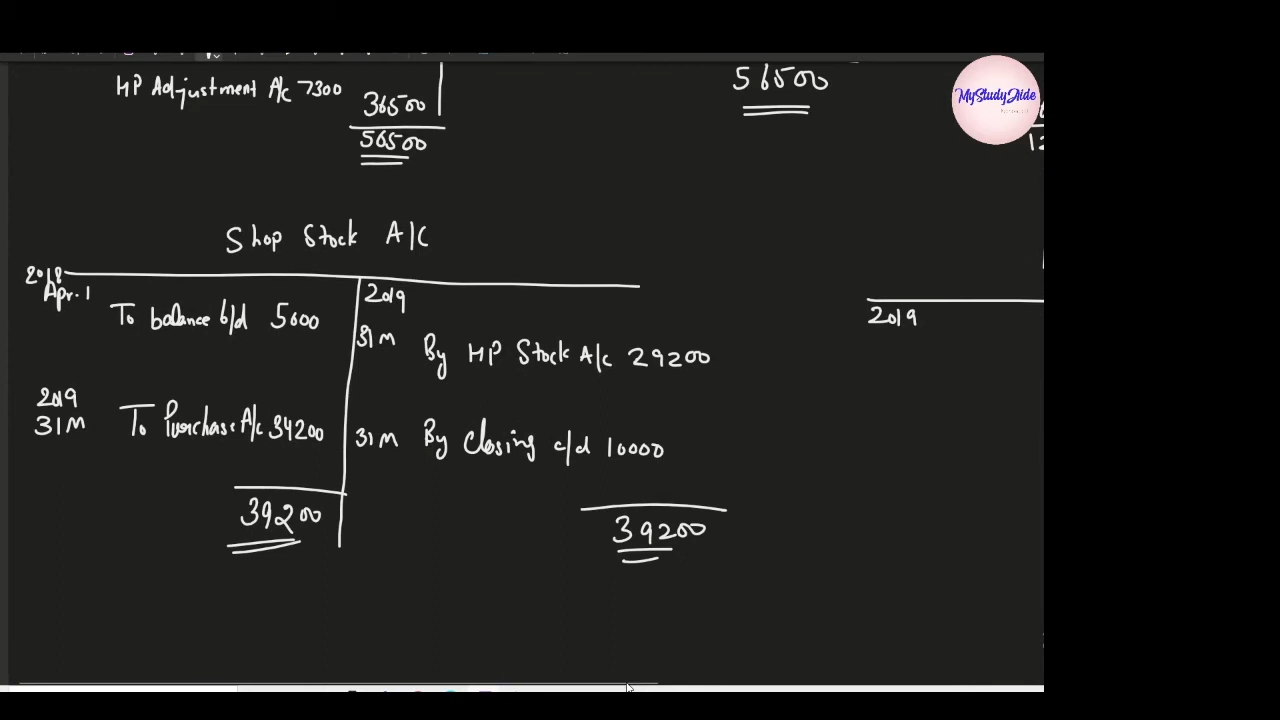 HP Adjustment A/c 7300
36500
56500
56500
MyStudyAide
Shop Stock A/C
2018
Apr. 1
To balance b/d 5000
2019
31 M
By HP Stock A/c 29200
2019
31 M
To Purchase A/c 34200
31 M
By Closing c/d 10000
39200
39200
2019